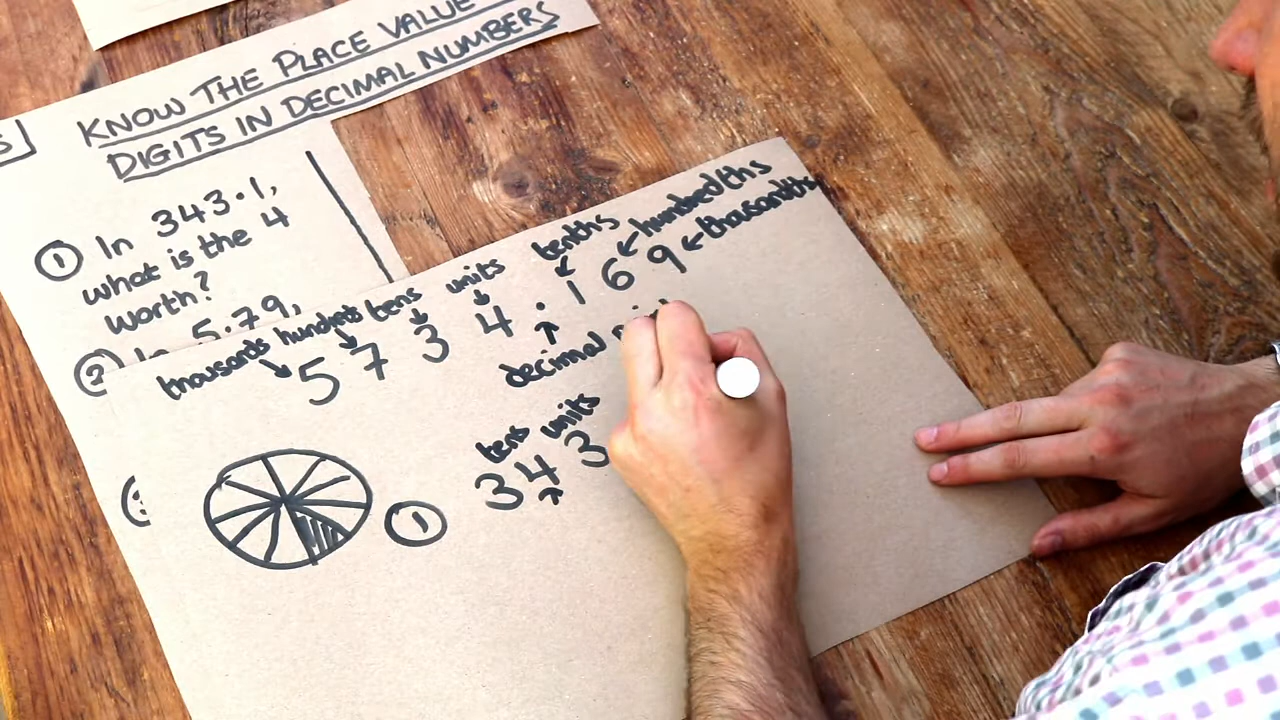 KNOW THE PLACE VALUE
DIGITS IN DECIMAL NUMBERS
① In 343·1,
what is the 4
worth?
② In 5·79,
thousands hundreds tens units tenths hundredths
thousandths
5 7 3 4 · 1 6 9
decimal
tens units
① 3 4 3